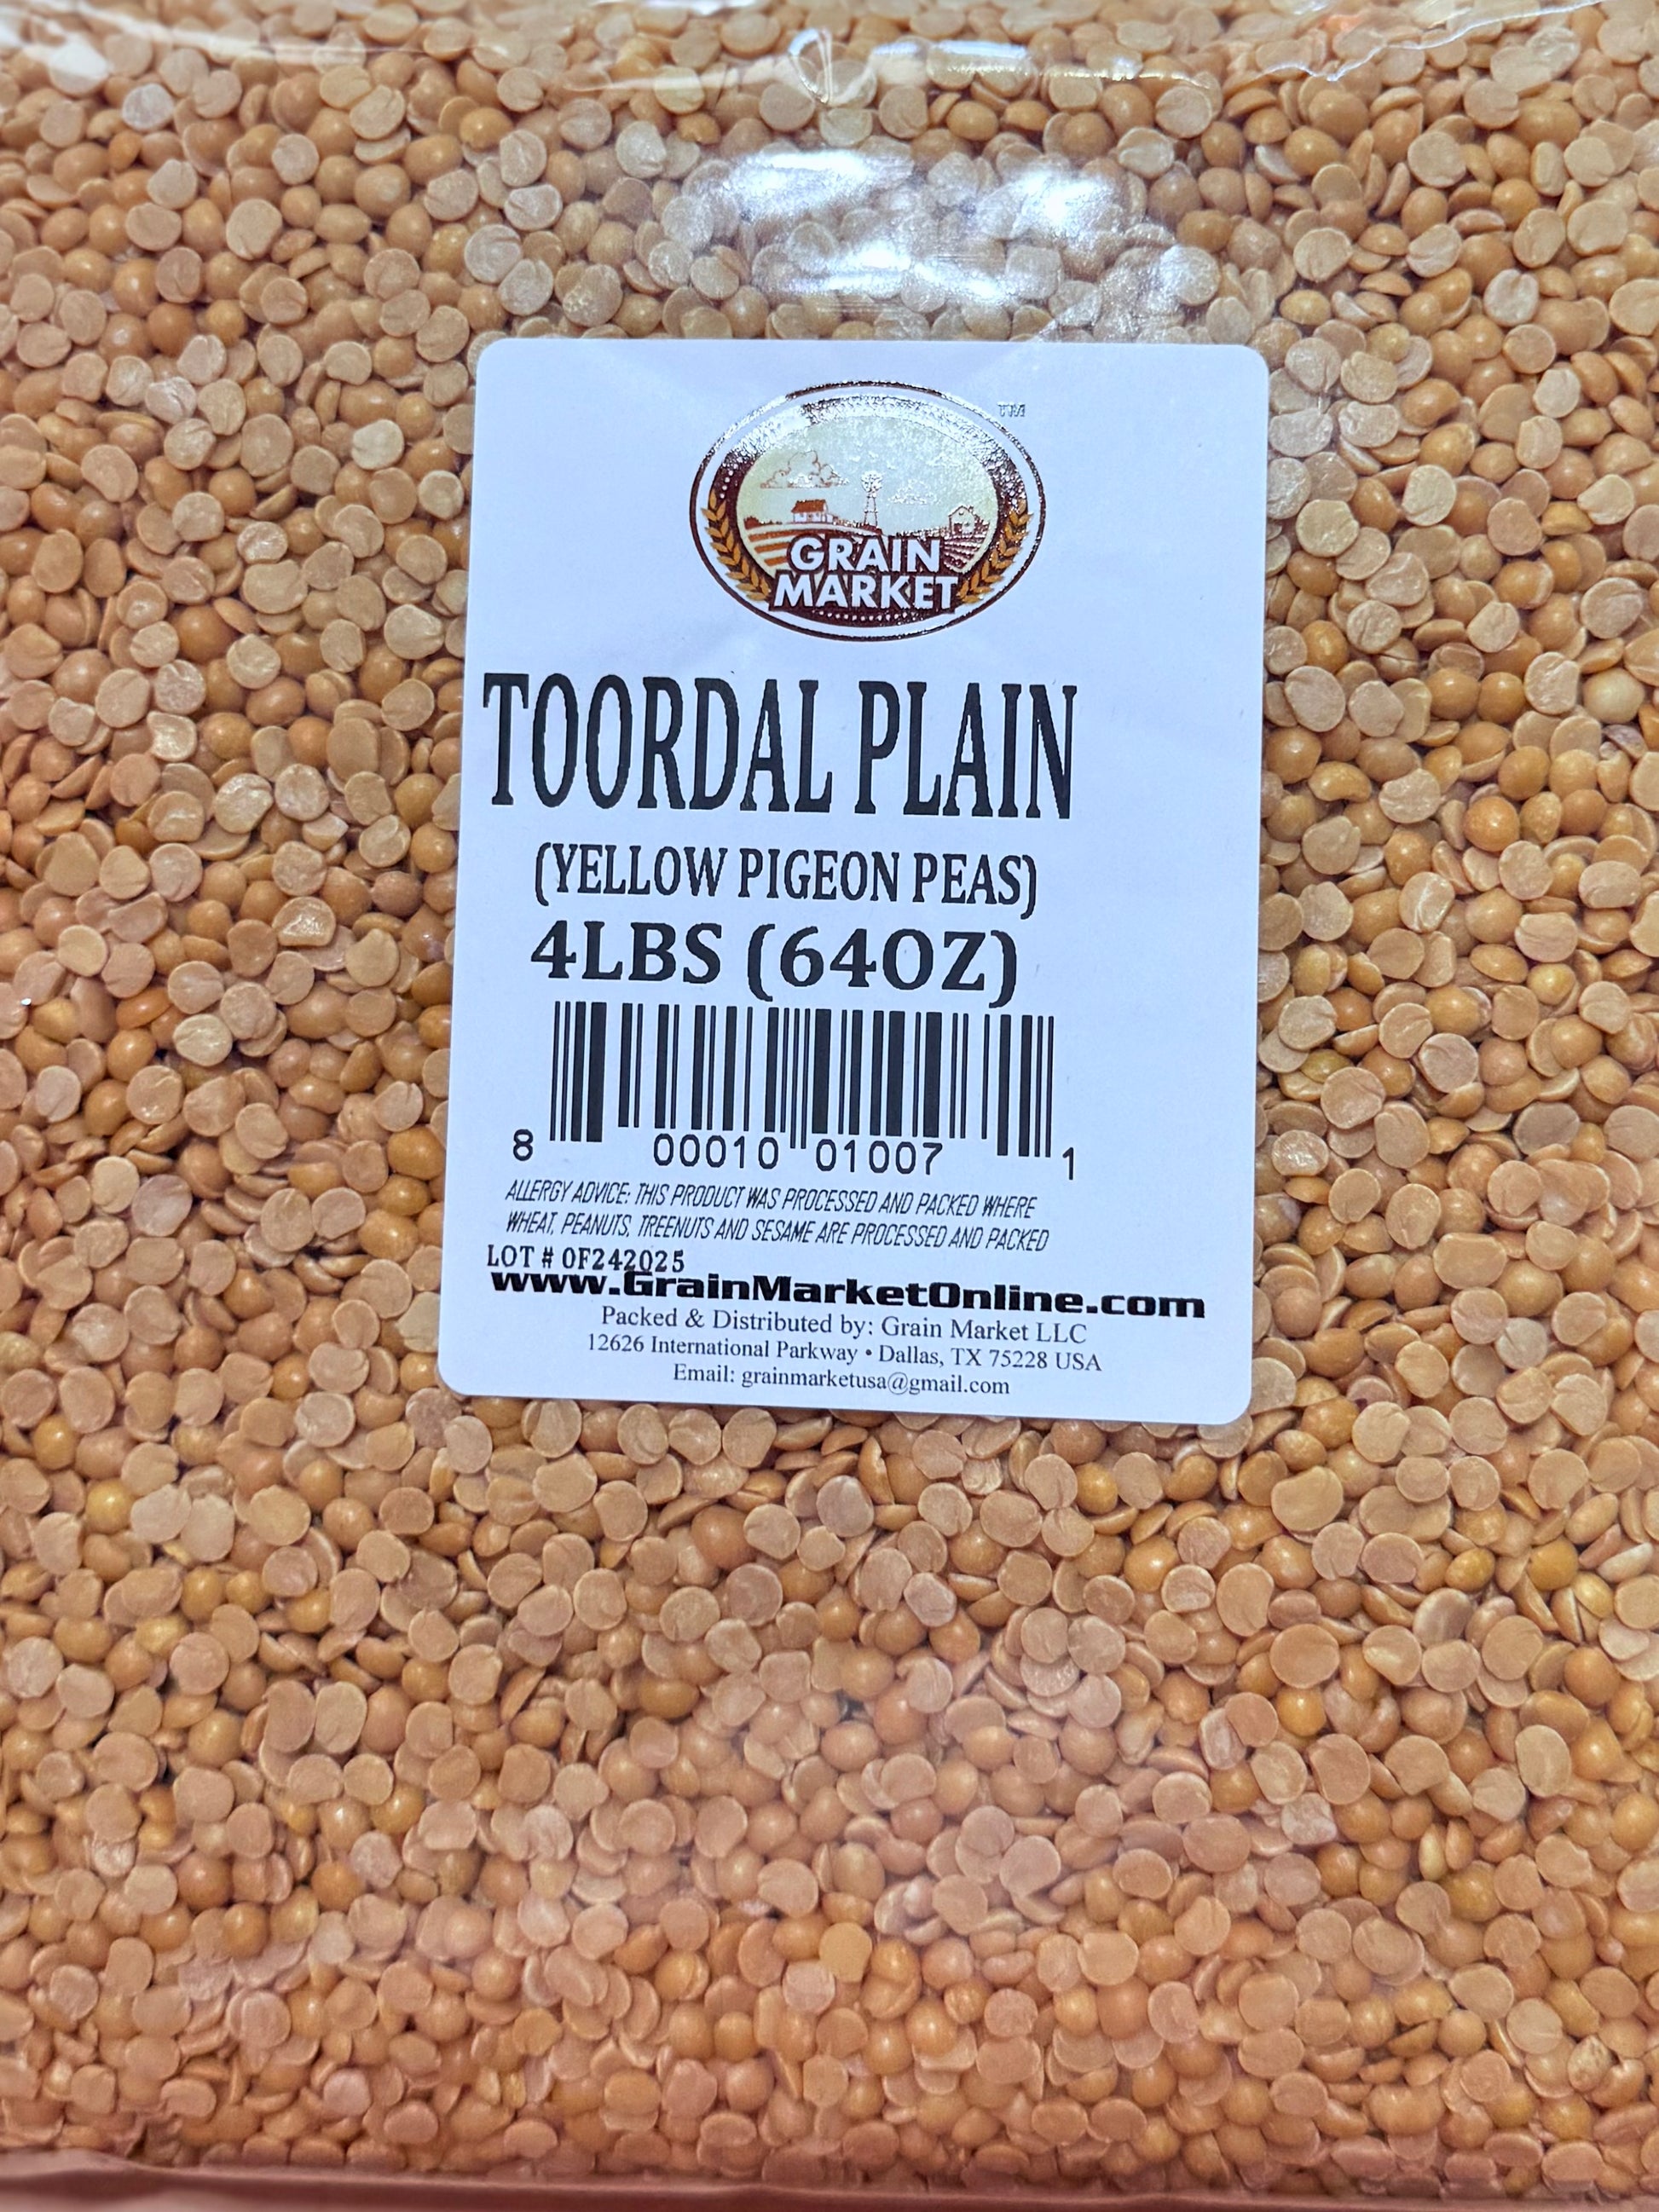 TM
GRAIN
MARKET
TOORDAL PLAIN
(YELLOW PIGEON PEAS)
4LBS (64OZ)
8 00010 01007 1
ALLERGY ADVICE: THIS PRODUCT WAS PROCESSED AND PACKED WHERE
WHEAT, PEANUTS, TREENUTS AND SESAME ARE PROCESSED AND PACKED
LOT # OF242025
www.GrainMarketOnline.com
Packed & Distributed by: Grain Market LLC
12626 International Parkway • Dallas, TX 75228 USA
Email: grainmarketusa@gmail.com